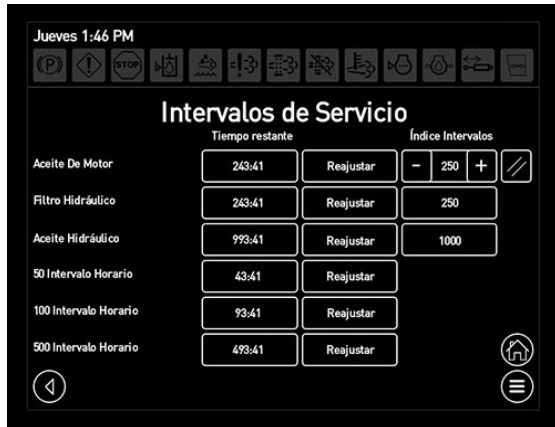 Jueves 1:46 PM
(P) STOP
Intervalos de Servicio
Tiempo restante Índice Intervalos
Aceite De Motor 243:41 Reajustar - 250 +
Filtro Hidráulico 243:41 Reajustar 250
Aceite Hidráulico 993:41 Reajustar 1000
50 Intervalo Horario 43:41 Reajustar
100 Intervalo Horario 93:41 Reajustar
500 Intervalo Horario 493:41 Reajustar